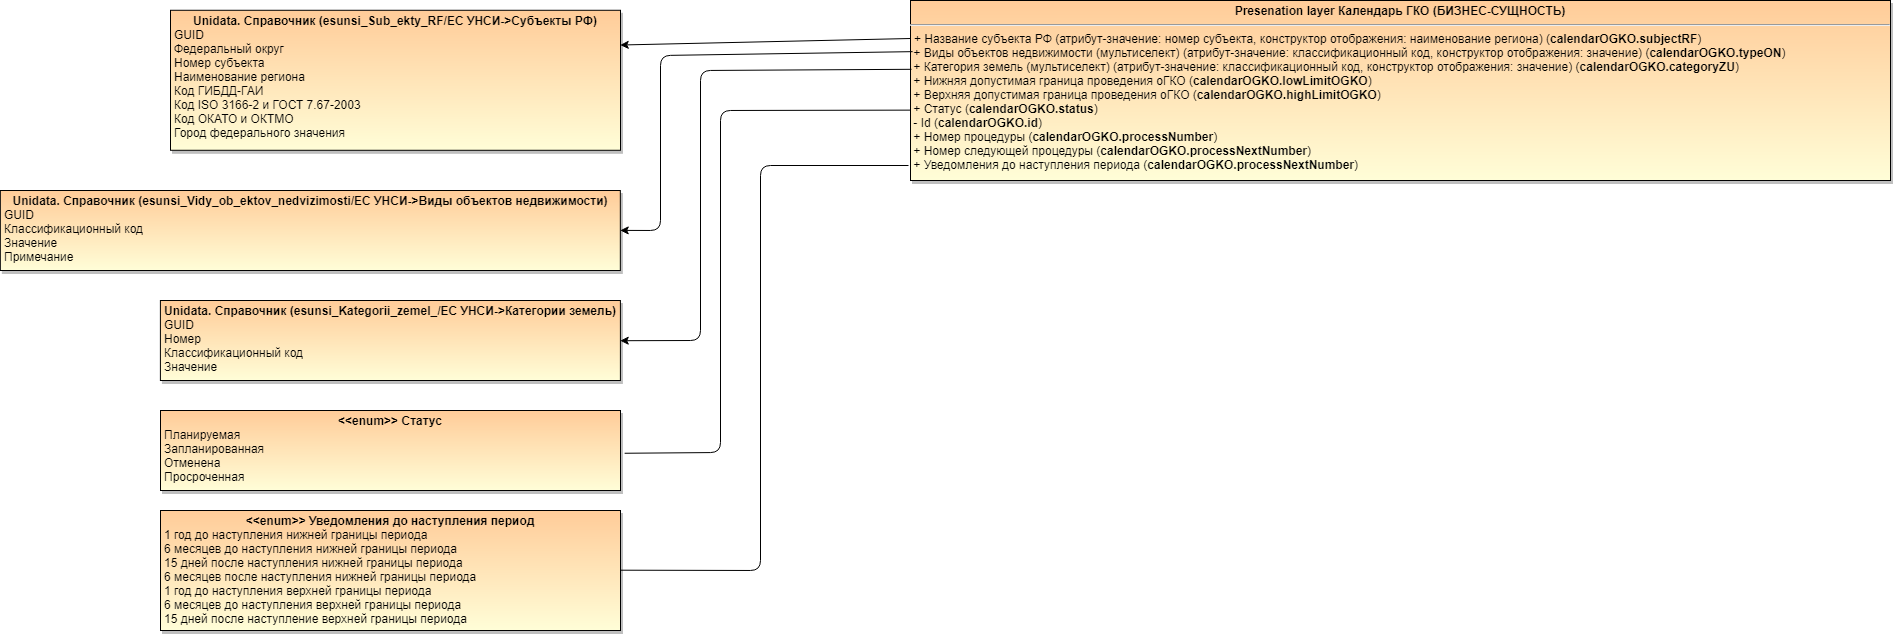 Unidata. Справочник (esunsi_Sub_ekty_RF/ЕС УНСИ->Субъекты РФ)
GUID
Федеральный округ
Номер субъекта
Наименование региона
Код ГИБДД-ГАИ
Код ISO 3166-2 и ГОСТ 7.67-2003
Код ОКАТО и ОКТМО
Город федерального значения
Presenation layer Календарь ГКО (БИЗНЕС-СУЩНОСТЬ)
+ Название субъекта РФ (атрибут-значение: номер субъекта, конструктор отображения: наименование региона) (calendarOGKO.subjectRF)
+ Виды объектов недвижимости (мультиселект) (атрибут-значение: классификационный код, конструктор отображения: значение) (calendarOGKO.typeON)
+ Категория земель (мультиселект) (атрибут-значение: классификационный код, конструктор отображения: значение) (calendarOGKO.categoryZU)
+ Нижняя допустимая граница проведения оГКО (calendarOGKO.lowLimitOGKO)
+ Верхняя допустимая граница проведения оГКО (calendarOGKO.highLimitOGKO)
+ Статус (calendarOGKO.status)
- Id (calendarOGKO.id)
+ Номер процедуры (calendarOGKO.processNumber)
+ Номер следующей процедуры (calendarOGKO.processNextNumber)
+ Уведомления до наступления периода (calendarOGKO.processNextNumber)
Unidata. Справочник (esunsi_Vidy_ob_ektov_nedvizimosti/ЕС УНСИ->Виды объектов недвижимости)
GUID
Классификационный код
Значение
Примечание
Unidata. Справочник (esunsi_Kategorii_zemel_/ЕС УНСИ->Категории земель)
GUID
Номер
Классификационный код
Значение
<<enum>> Статус
Планируемая
Запланированная
Отменена
Просроченная
<<enum>> Уведомления до наступления период
1 год до наступления нижней границы периода
6 месяцев до наступления нижней границы периода
15 дней после наступления нижней границы периода
6 месяцев после наступления нижней границы периода
1 год до наступления верхней границы периода
6 месяцев до наступления верхней границы периода
15 дней после наступление верхней границы периода